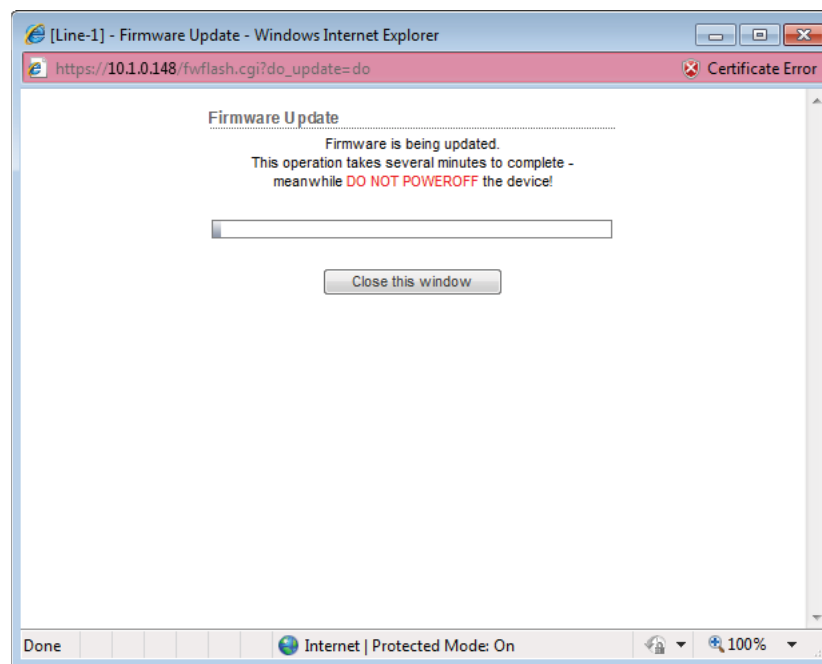 [Line-1] - Firmware Update - Windows Internet Explorer
https://10.1.0.148/fwflash.cgi?do_update=do Certificate Error
Firmware Update
Firmware is being updated.
This operation takes several minutes to complete -
meanwhile DO NOT POWEROFF the device!
Close this window
Done Internet | Protected Mode: On 100%